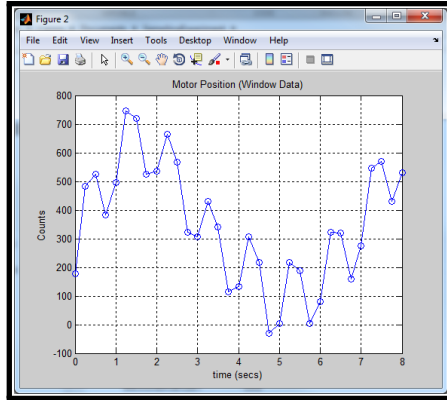 Figure 2
File Edit View Insert Tools Desktop Window Help
Motor Position (Window Data)
800
700
600
500
400
300
200
100
0
-100
Counts
0 1 2 3 4 5 6 7 8
time (secs)